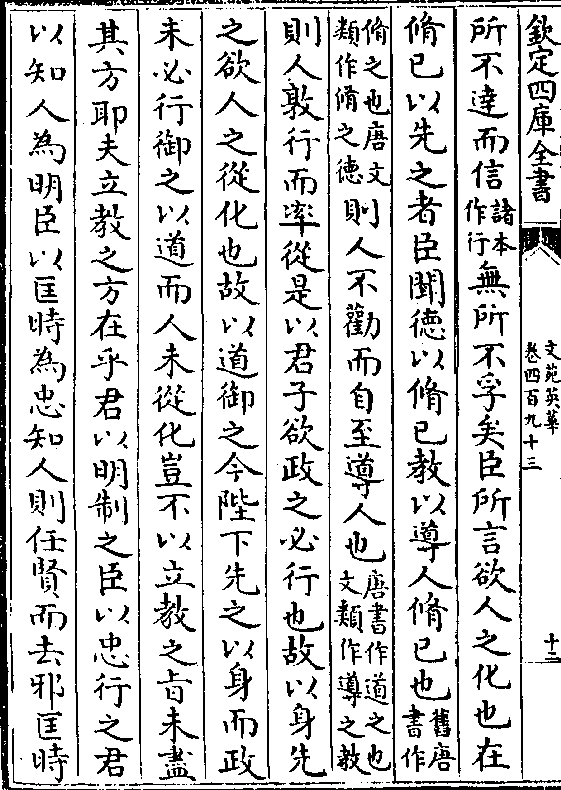 欽定四庫全書
文苑英華
卷四百九十三
十三
所不達而信諸本作行無所不孚矣臣所言欲人之化也在
脩已以先之者臣聞德以脩已教以導人脩已也舊唐書作
脩之也唐文類作脩之德則人不勸而自至導人也唐書作道之也文類作導之教
則人敦行而率從是以君子欲政之必行也故以身先
之欲人之從化也故以道御之今陛下先之以身而政
未必行御之以道而人未從化豈不以立教之旨未盡
其方耶夫立教之方在乎君以明制之臣以忠行之君
以知人為明臣以匡時為忠知人則任賢而去邪匡時